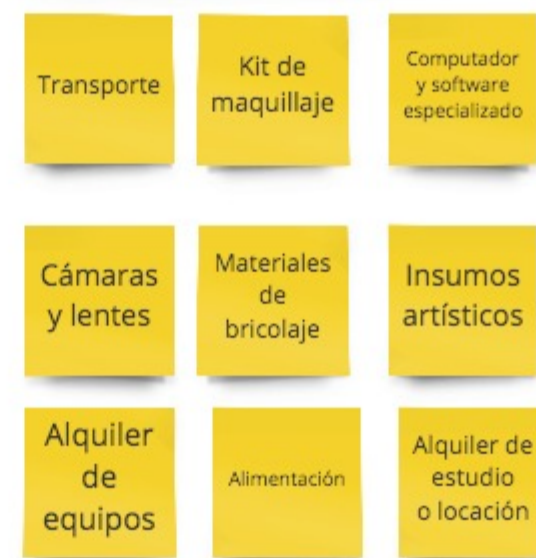 Transporte
Kit de
maquillaje
Computador
y software
especializado
Cámaras
y lentes
Materiales
de
bricolaje
Insumos
artísticos
Alquiler
de
equipos
Alimentación
Alquiler de
estudio
o locación